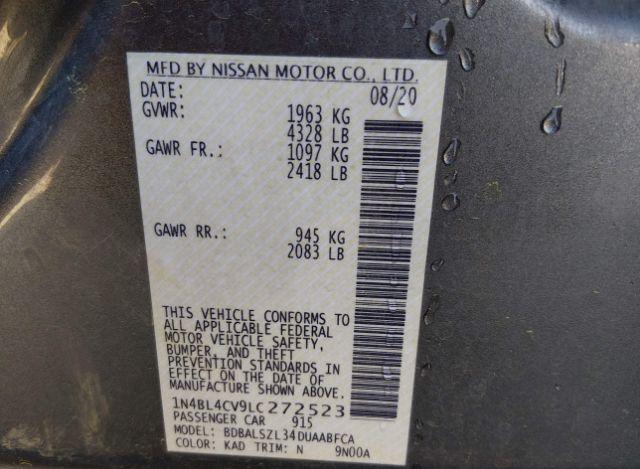 MFD BY NISSAN MOTOR CO., LTD.
DATE: 08/20
GVWR: 1963 KG
4328 LB
GAWR FR.: 1097 KG
2418 LB
GAWR RR.: 945 KG
2083 LB
THIS VEHICLE CONFORMS TO
ALL APPLICABLE FEDERAL
MOTOR VEHICLE SAFETY,
BUMPER, AND THEFT
PREVENTION STANDARDS IN
EFFECT ON THE DATE OF
MANUFACTURE SHOWN ABOVE.
1N4BL4CV9LC272523
PASSENGER CAR 915
MODEL: BDBALSZL34DUAABFCA
COLOR: KAD TRIM: N 9N00A